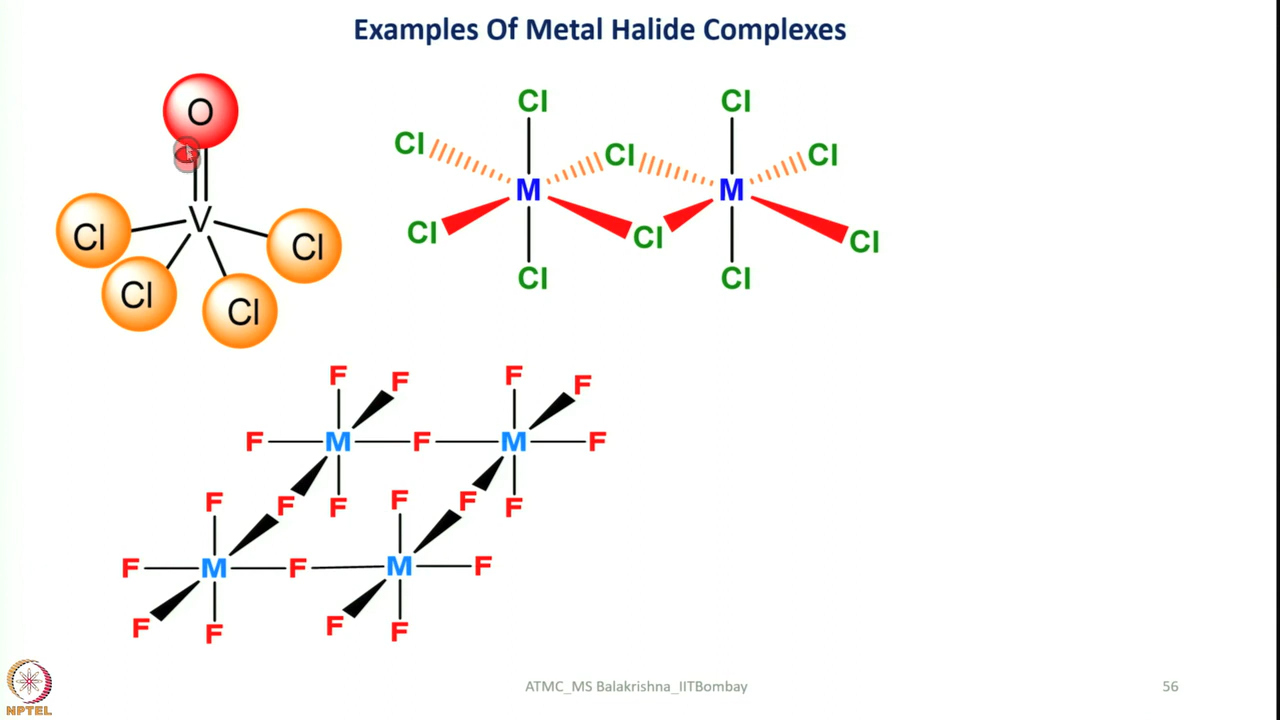 Examples Of Metal Halide Complexes
O
V
Cl Cl Cl Cl
Cl Cl
Cl Cl Cl
M M
Cl Cl Cl
Cl Cl
F F F F
F M F M F
F F F F F F
F M F M F
F F F F
NPTEL
ATMC_MS Balakrishna_IITBombay
56